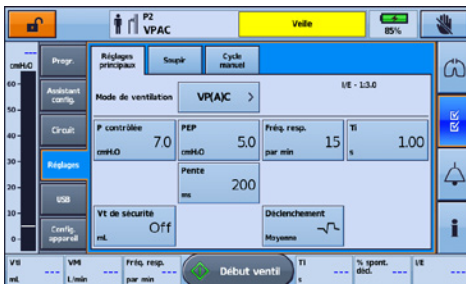 P2
VPAC
Veille
85%
cmH₂O
---
60-
50-
40-
30-
20-
10-
0-
Progr.
Assistant config.
Circuit
Réglages
USB
Config. appareil
Réglages principaux
Soupir
Cycle manuel
Mode de ventilation
VP(A)C >
I/E - 1:3.0
P contrôlée
7.0
cmH₂O
PEP
5.0
cmH₂O
Fréq. resp.
15
par min
Ti
1.00
s
Pente
200
ms
Vt de sécurité
Off
mL
Déclenchement
Moyenne
Vti
---
mL
VM
---
L/min
Fréq. resp.
---
par min
Début ventil
Ti
---
s
% spont. déd.
---
I/E
---